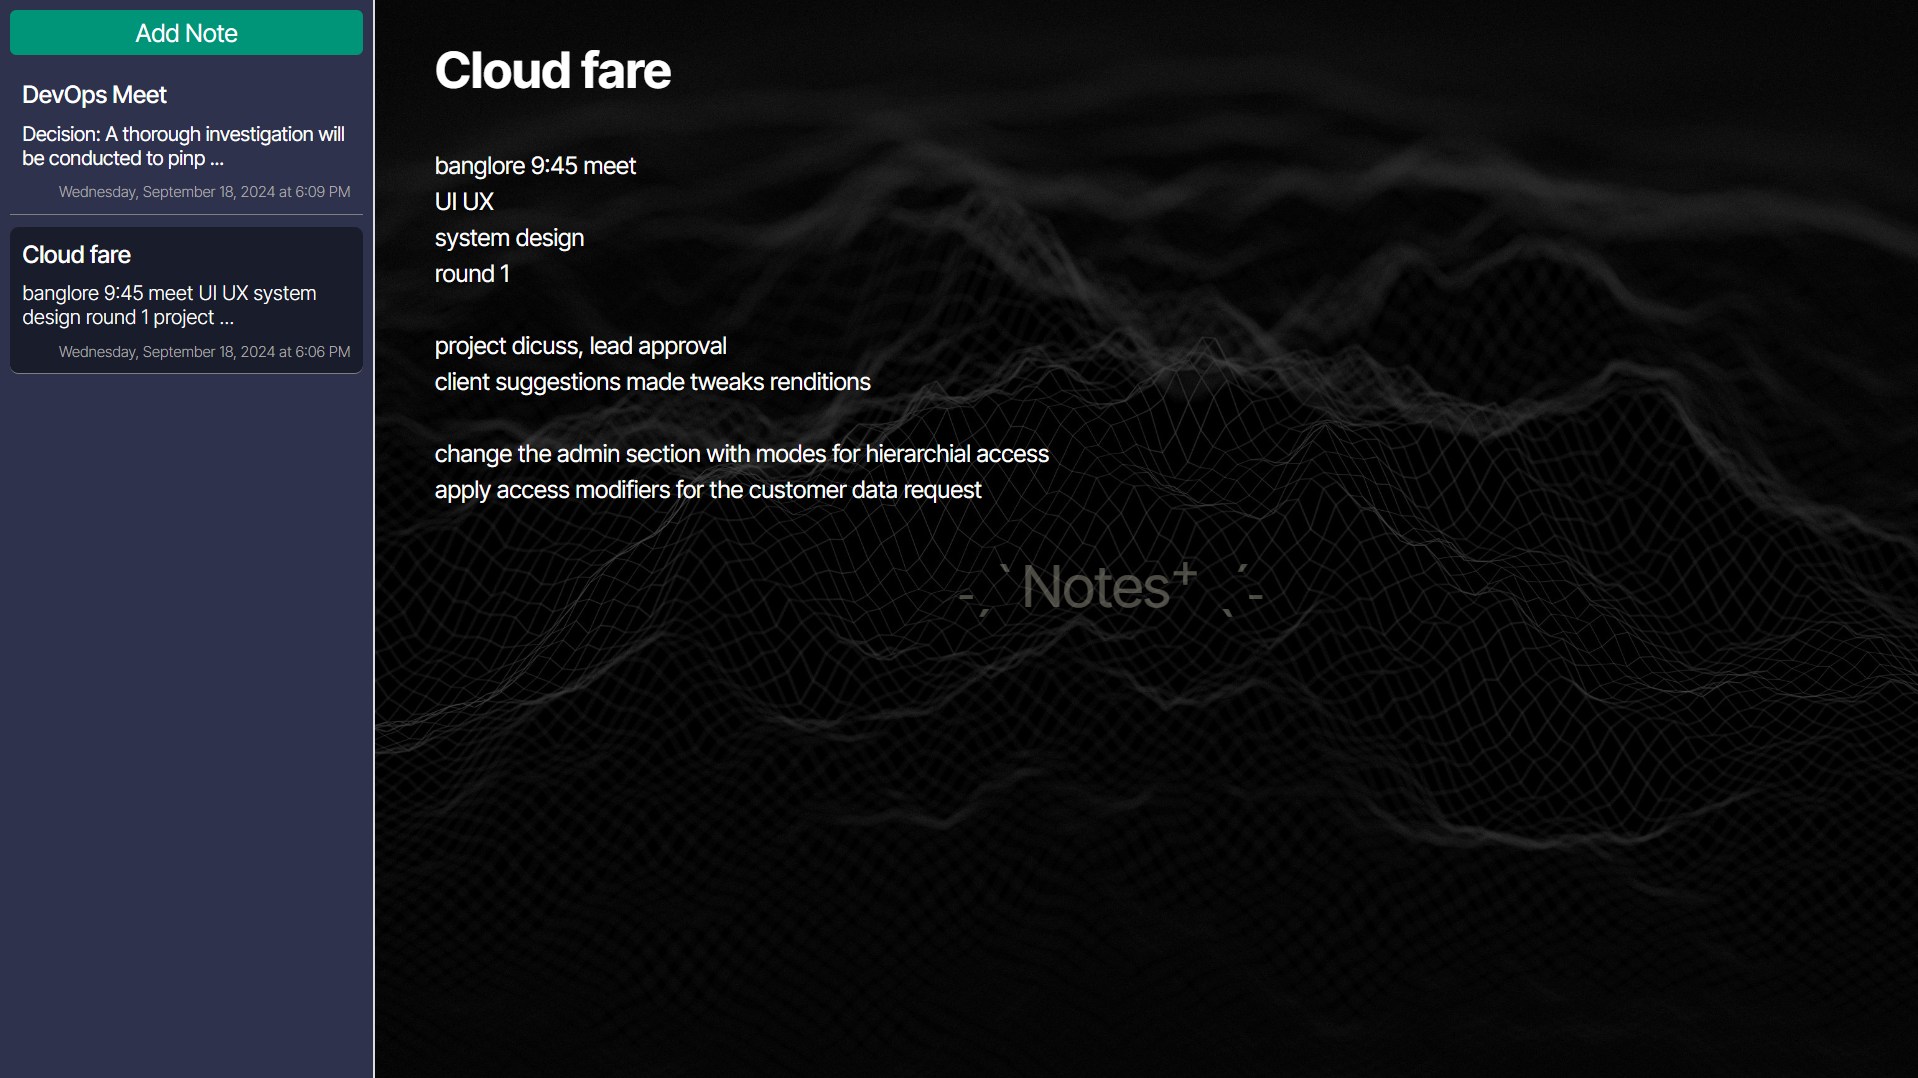 Add Note
DevOps Meet
Decision: A thorough investigation will
be conducted to pinp ...
Wednesday, September 18, 2024 at 6:09 PM
Cloud fare
banglore 9:45 meet UI UX system
design round 1 project ...
Wednesday, September 18, 2024 at 6:06 PM
Cloud fare
banglore 9:45 meet
UI UX
system design
round 1
project dicuss, lead approval
client suggestions made tweaks renditions
change the admin section with modes for hierarchial access
apply access modifiers for the customer data request
-ˏˋNotes⁺ ˎˊ-